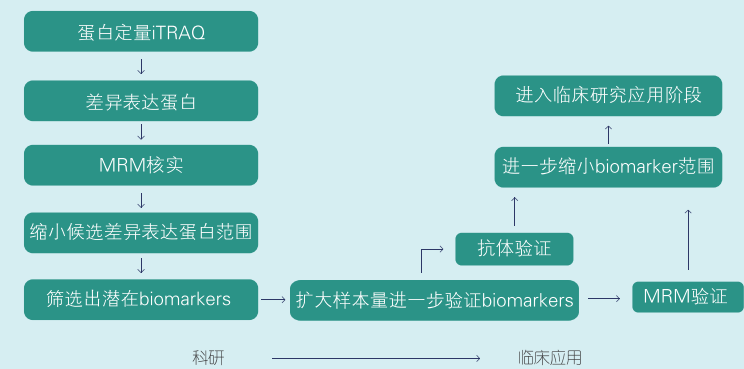 蛋白定量iTRAQ
差异表达蛋白
MRM核实
缩小候选差异表达蛋白范围
筛选出潜在biomarkers
扩大样本量进一步验证biomarkers
抗体验证
MRM验证
进一步缩小biomarker范围
进入临床研究应用阶段
科研
临床应用